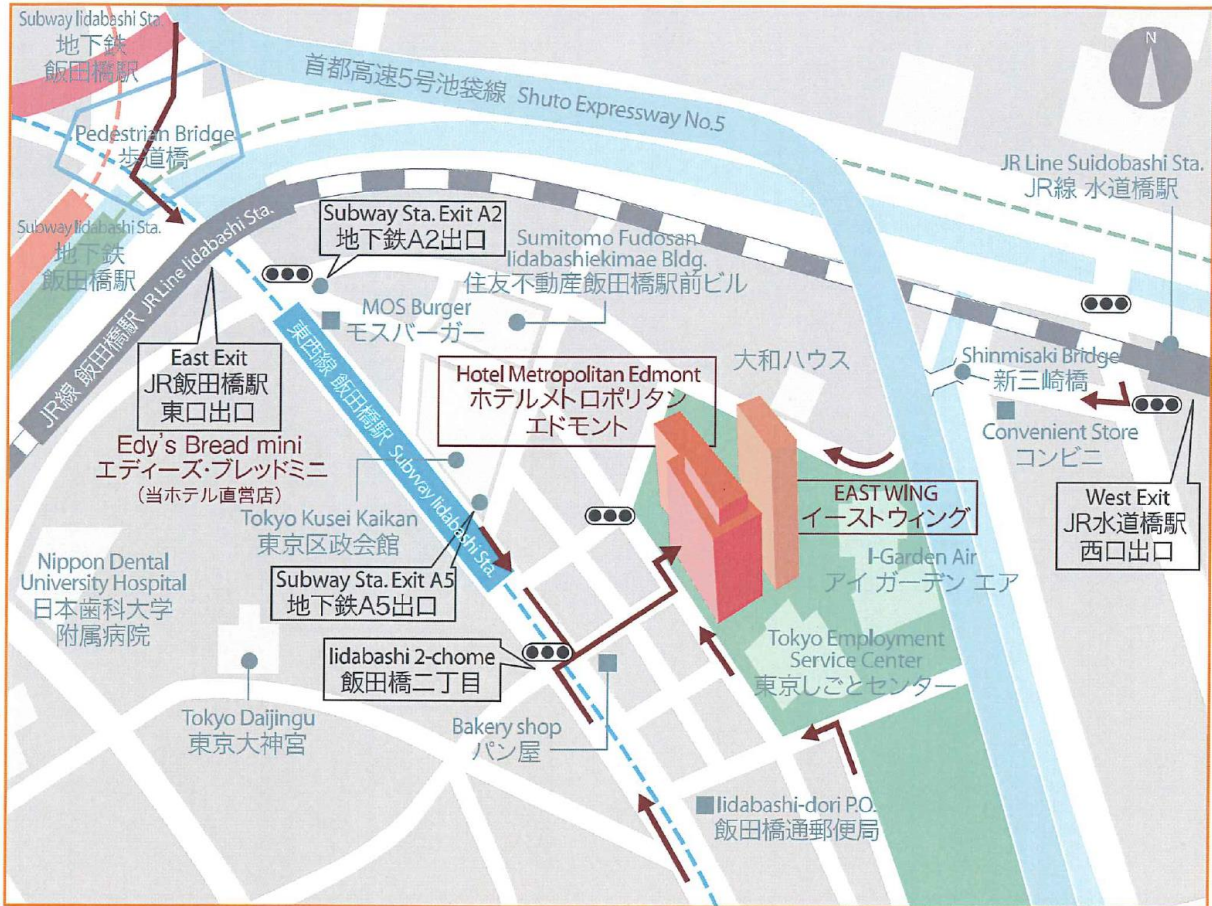 Subway Iidabashi Sta.
地下鉄
飯田橋駅
首都高速5号池袋線 Shuto Expressway No.5
N
Pedestrian Bridge
歩道橋
JR Line Suidobashi Sta.
JR線 水道橋駅
Subway Iidabashi Sta.
地下鉄
飯田橋駅
Subway Sta. Exit A2
地下鉄A2出口
Sumitomo Fudosan
Iidabashiekimae Bldg.
住友不動産飯田橋駅前ビル
MOS Burger
モスバーガー
JR線 飯田橋駅 JR Line Iidabashi Sta.
East Exit
JR飯田橋駅
東口出口
東西線 飯田橋駅 Subway Iidabashi Sta.
Hotel Metropolitan Edmont
ホテルメトロポリタン
エドモント
大和ハウス
Shinmisaki Bridge
新三崎橋
Convenient Store
コンビニ
Edy's Bread mini
エディーズ・ブレッドミニ
(当ホテル直営店)
EAST WING
イーストウィング
West Exit
JR水道橋駅
西口出口
Tokyo Kusei Kaikan
東京区政会館
Nippon Dental
University Hospital
日本歯科大学
附属病院
Subway Sta. Exit A5
地下鉄A5出口
I-Garden Air
アイ ガーデン エア
Iidabashi 2-chome
飯田橋二丁目
Tokyo Employment
Service Center
東京しごとセンター
Tokyo Daijingu
東京大神宮
Bakery shop
パン屋
Iidabashi-dori P.O.
飯田橋通郵便局